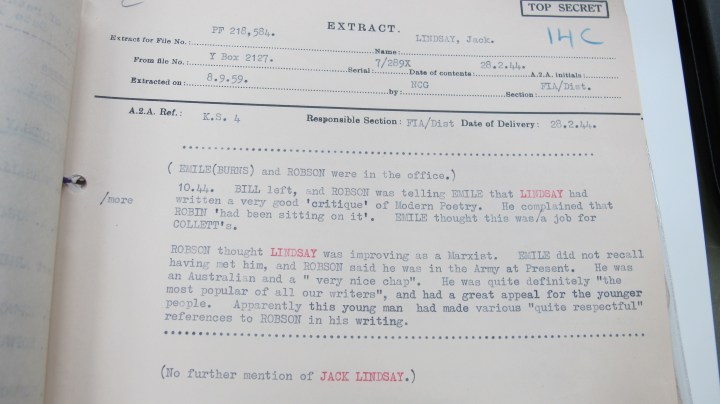 TOP SECRET
EXTRACT.
14C
Extract for File No.: PF 218,584. Name: LINDSAY, Jack.
From file No.: Y Box 2127. Serial: 7/289X Date of contents: 28.2.44. A.2.A. initials:
Extracted on: 8.9.59. by: NCG Section: FIA/Dist.
A.2.A. Ref.: K.S. 4 Responsible Section: FIA/Dist Date of Delivery: 28.2.44.
( EMILE(BURNS) and ROBSON were in the office.)
10.44. BILL left, and ROBSON was telling EMILE that LINDSAY had
/more written a very good 'critique' of Modern Poetry. He complained that
ROBIN 'had been sitting on it'. EMILE thought this was/a job for
COLLETT's.
ROBSON thought LINDSAY was improving as a Marxist. EMILE did not recall
having met him, and ROBSON said he was in the Army at Present. He was
an Australian and a " very nice chap". He was quite definitely "the
most popular of all our writers", and had a great appeal for the younger
people. Apparently this young man had made various "quite respectful"
references to ROBSON in his writing.
(No further mention of JACK LINDSAY.)